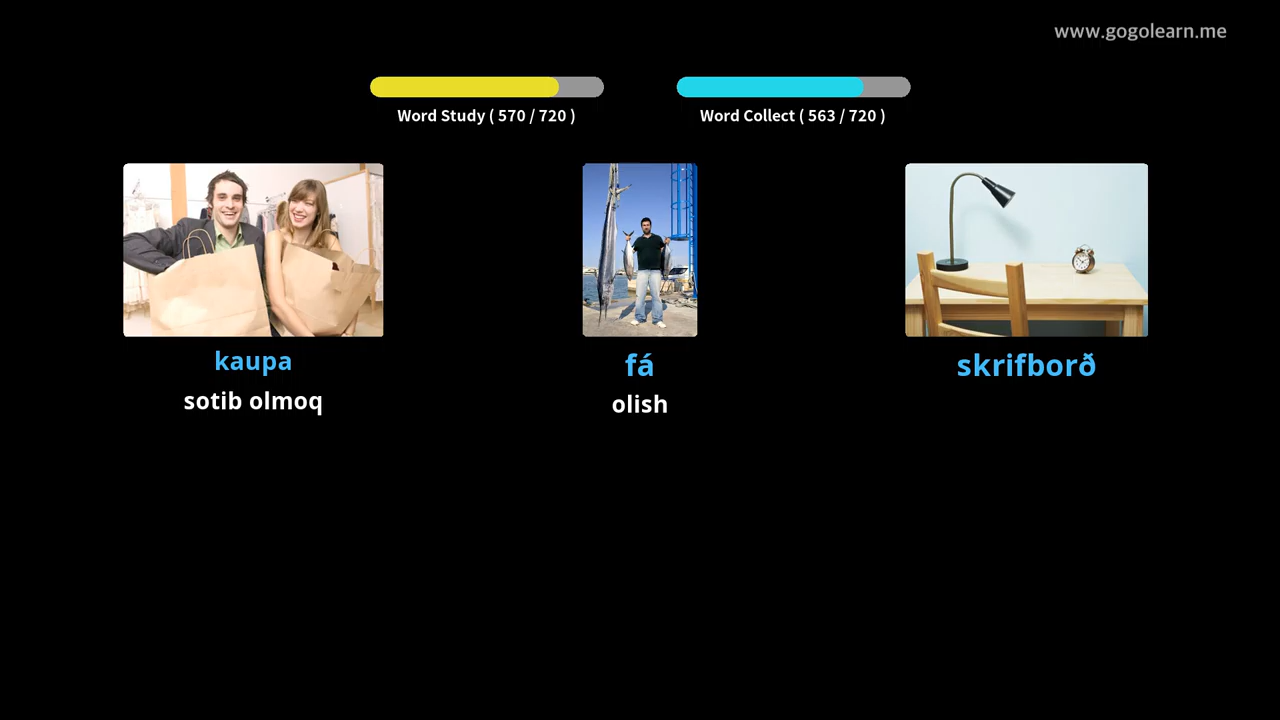 www.gogolearn.me
Word Study ( 570 / 720 )
Word Collect ( 563 / 720 )
kaupa
sotib olmoq
fá
olish
skrifborð